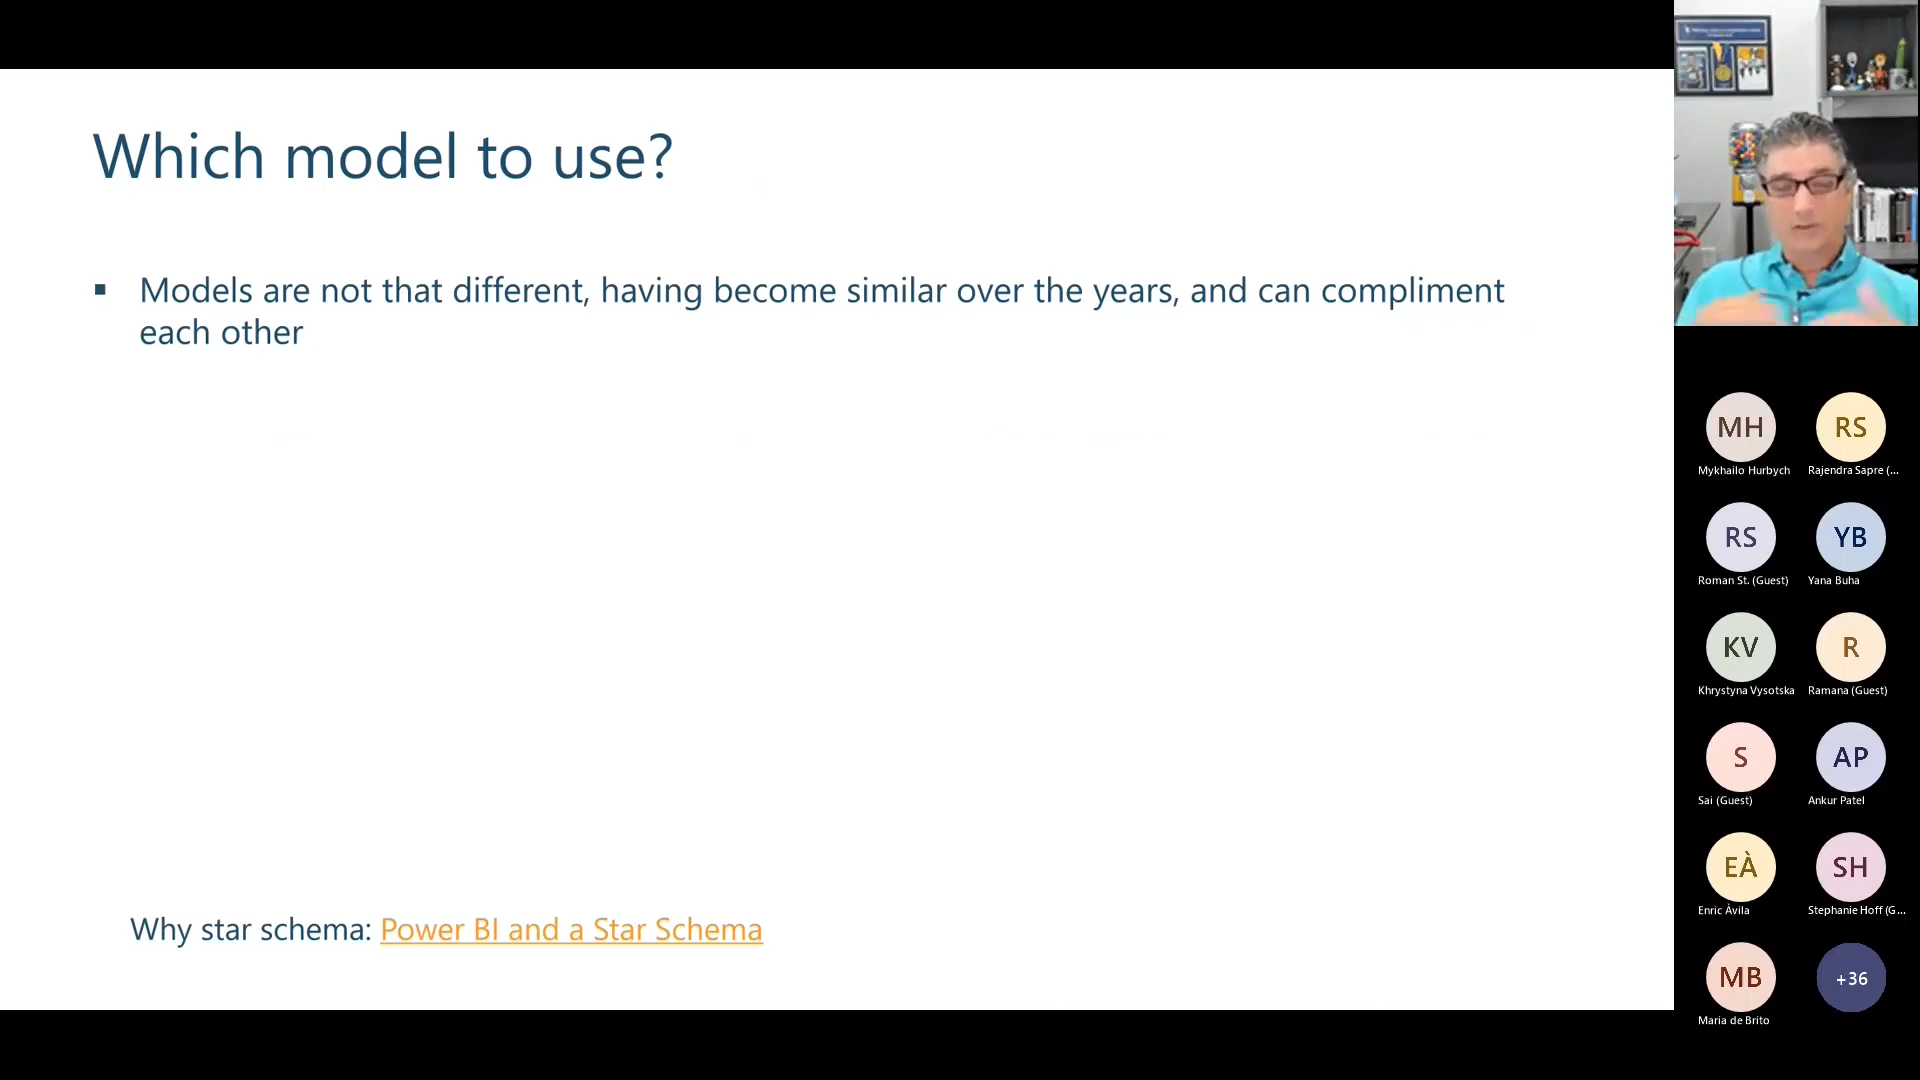 Which model to use?
▪ Models are not that different, having become similar over the years, and can compliment
each other
Why star schema: Power BI and a Star Schema
MH
Mykhailo Hurbych
RS
Rajendra Sapre (...
RS
Roman St. (Guest)
YB
Yana Buha
KV
Khrystyna Vysotska
R
Ramana (Guest)
S
Sai (Guest)
AP
Ankur Patel
EÀ
Enric Àvila
SH
Stephanie Hoff (G...
MB
Maria de Brito
+36